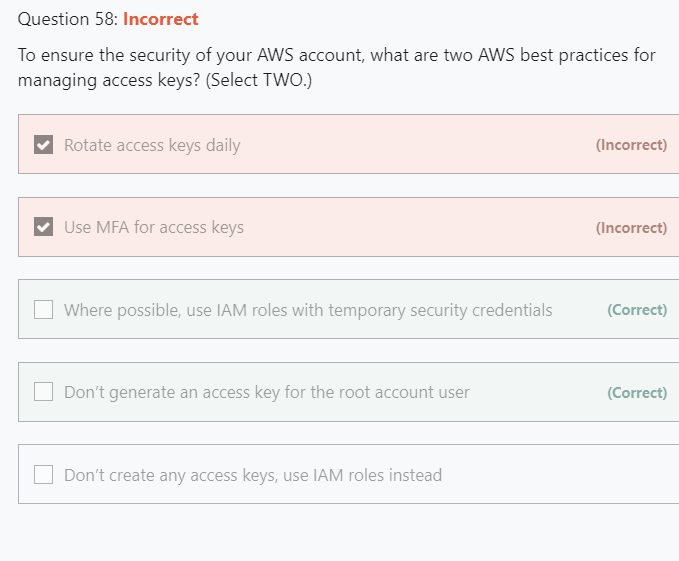 Question 58: Incorrect
To ensure the security of your AWS account, what are two AWS best practices for
managing access keys? (Select TWO.)
Rotate access keys daily (Incorrect)
Use MFA for access keys (Incorrect)
Where possible, use IAM roles with temporary security credentials (Correct)
Don’t generate an access key for the root account user (Correct)
Don’t create any access keys, use IAM roles instead